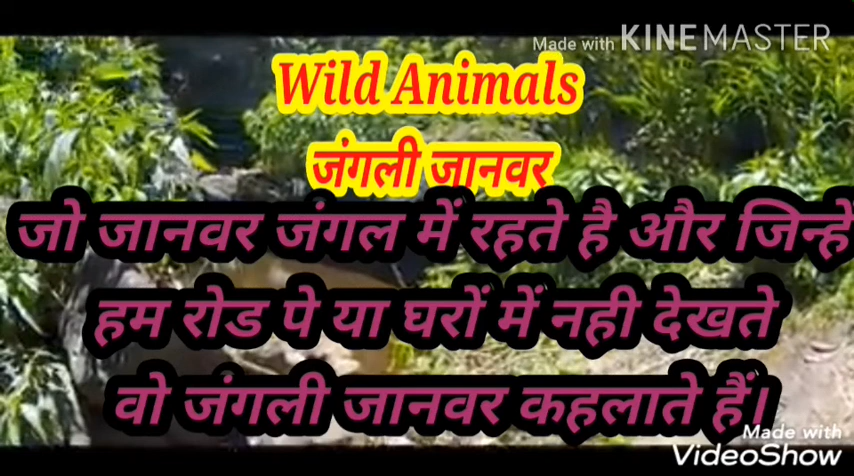 Made with KINEMASTER
Wild Animals
जंगली जानवर
जो जानवर जंगल में रहते है और जिन्हें
हम रोड पे या घरों में नही देखते
वो जंगली जानवर कहलाते हैं।
Made with
VideoShow